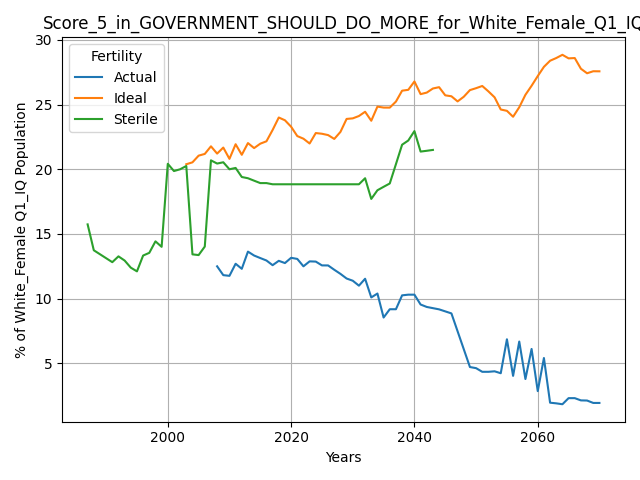 Score_5_in_GOVERNMENT_SHOULD_DO_MORE_for_White_Female_Q1_IQ
Fertility
Actual
Ideal
Sterile
% of White_Female Q1_IQ Population
30
25
20
15
10
5
2000
2020
2040
2060
Years